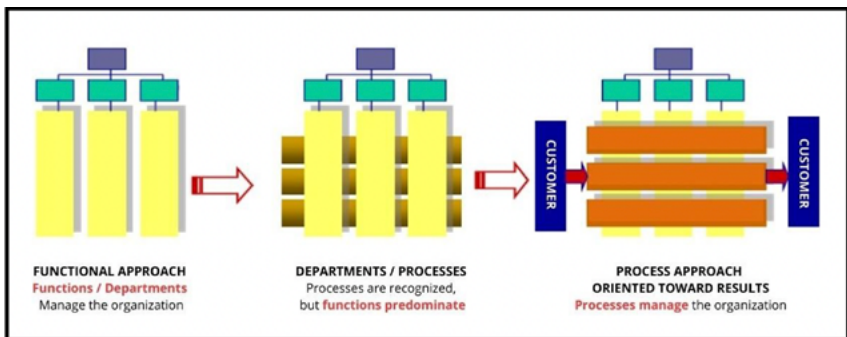 CUSTOMER
CUSTOMER
FUNCTIONAL APPROACH
Functions / Departments
Manage the organization
DEPARTMENTS / PROCESSES
Processes are recognized,
but functions predominate
PROCESS APPROACH
ORIENTED TOWARD RESULTS
Processes manage the organization